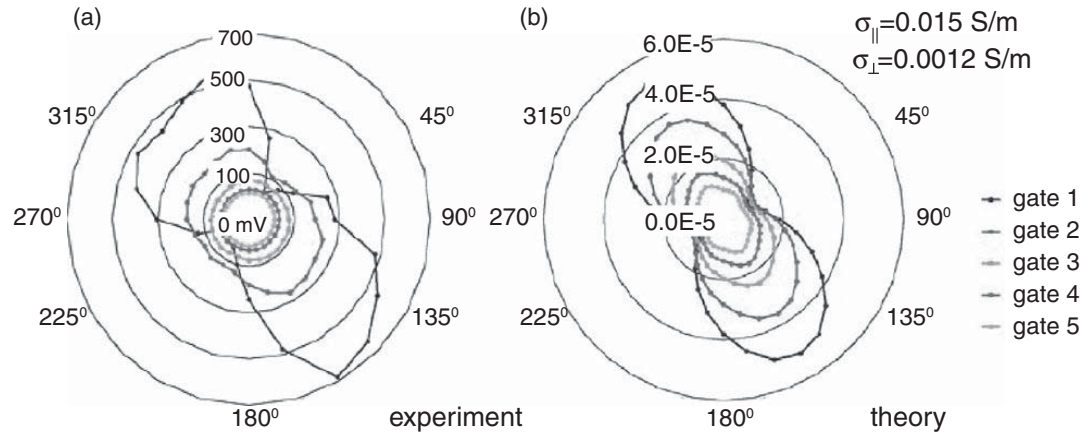 (a)
700
500
300
100
0 mV
315⁰
45⁰
270⁰
90⁰
225⁰
135⁰
180⁰
experiment
(b)
6.0E-5
4.0E-5
2.0E-5
0.0E-5
315⁰
45⁰
270⁰
90⁰
225⁰
135⁰
180⁰
theory
σ||=0.015 S/m
σ⊥=0.0012 S/m
gate 1
gate 2
gate 3
gate 4
gate 5